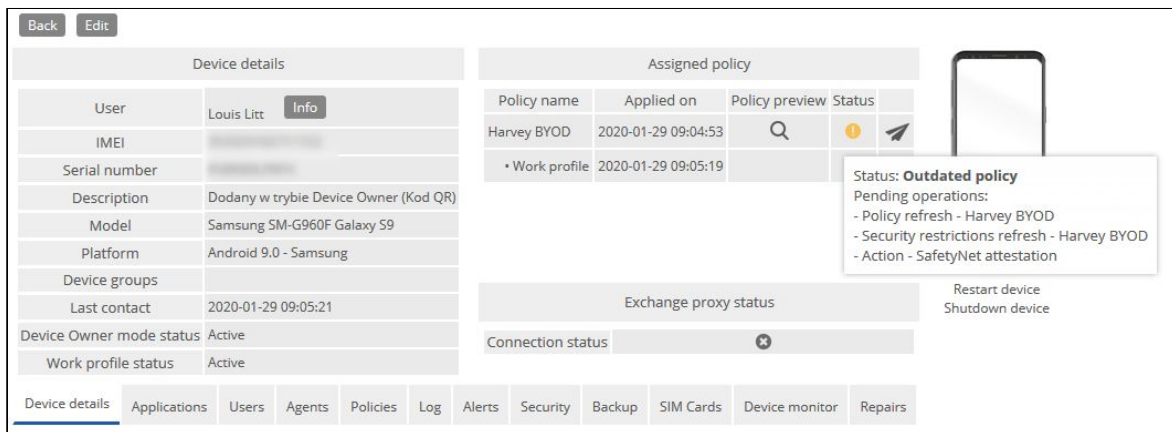 Back Edit
Device details
User Louis Litt Info
IMEI
Serial number
Description Dodany w trybie Device Owner (Kod QR)
Model Samsung SM-G960F Galaxy S9
Platform Android 9.0 - Samsung
Device groups
Last contact 2020-01-29 09:05:21
Device Owner mode status Active
Work profile status Active
Assigned policy
Policy name Applied on Policy preview Status
Harvey BYOD 2020-01-29 09:04:53
• Work profile 2020-01-29 09:05:19
Status: Outdated policy
Pending operations:
- Policy refresh - Harvey BYOD
- Security restrictions refresh - Harvey BYOD
- Action - SafetyNet attestation
Restart device
Shutdown device
Exchange proxy status
Connection status
Device details Applications Users Agents Policies Log Alerts Security Backup SIM Cards Device monitor Repairs